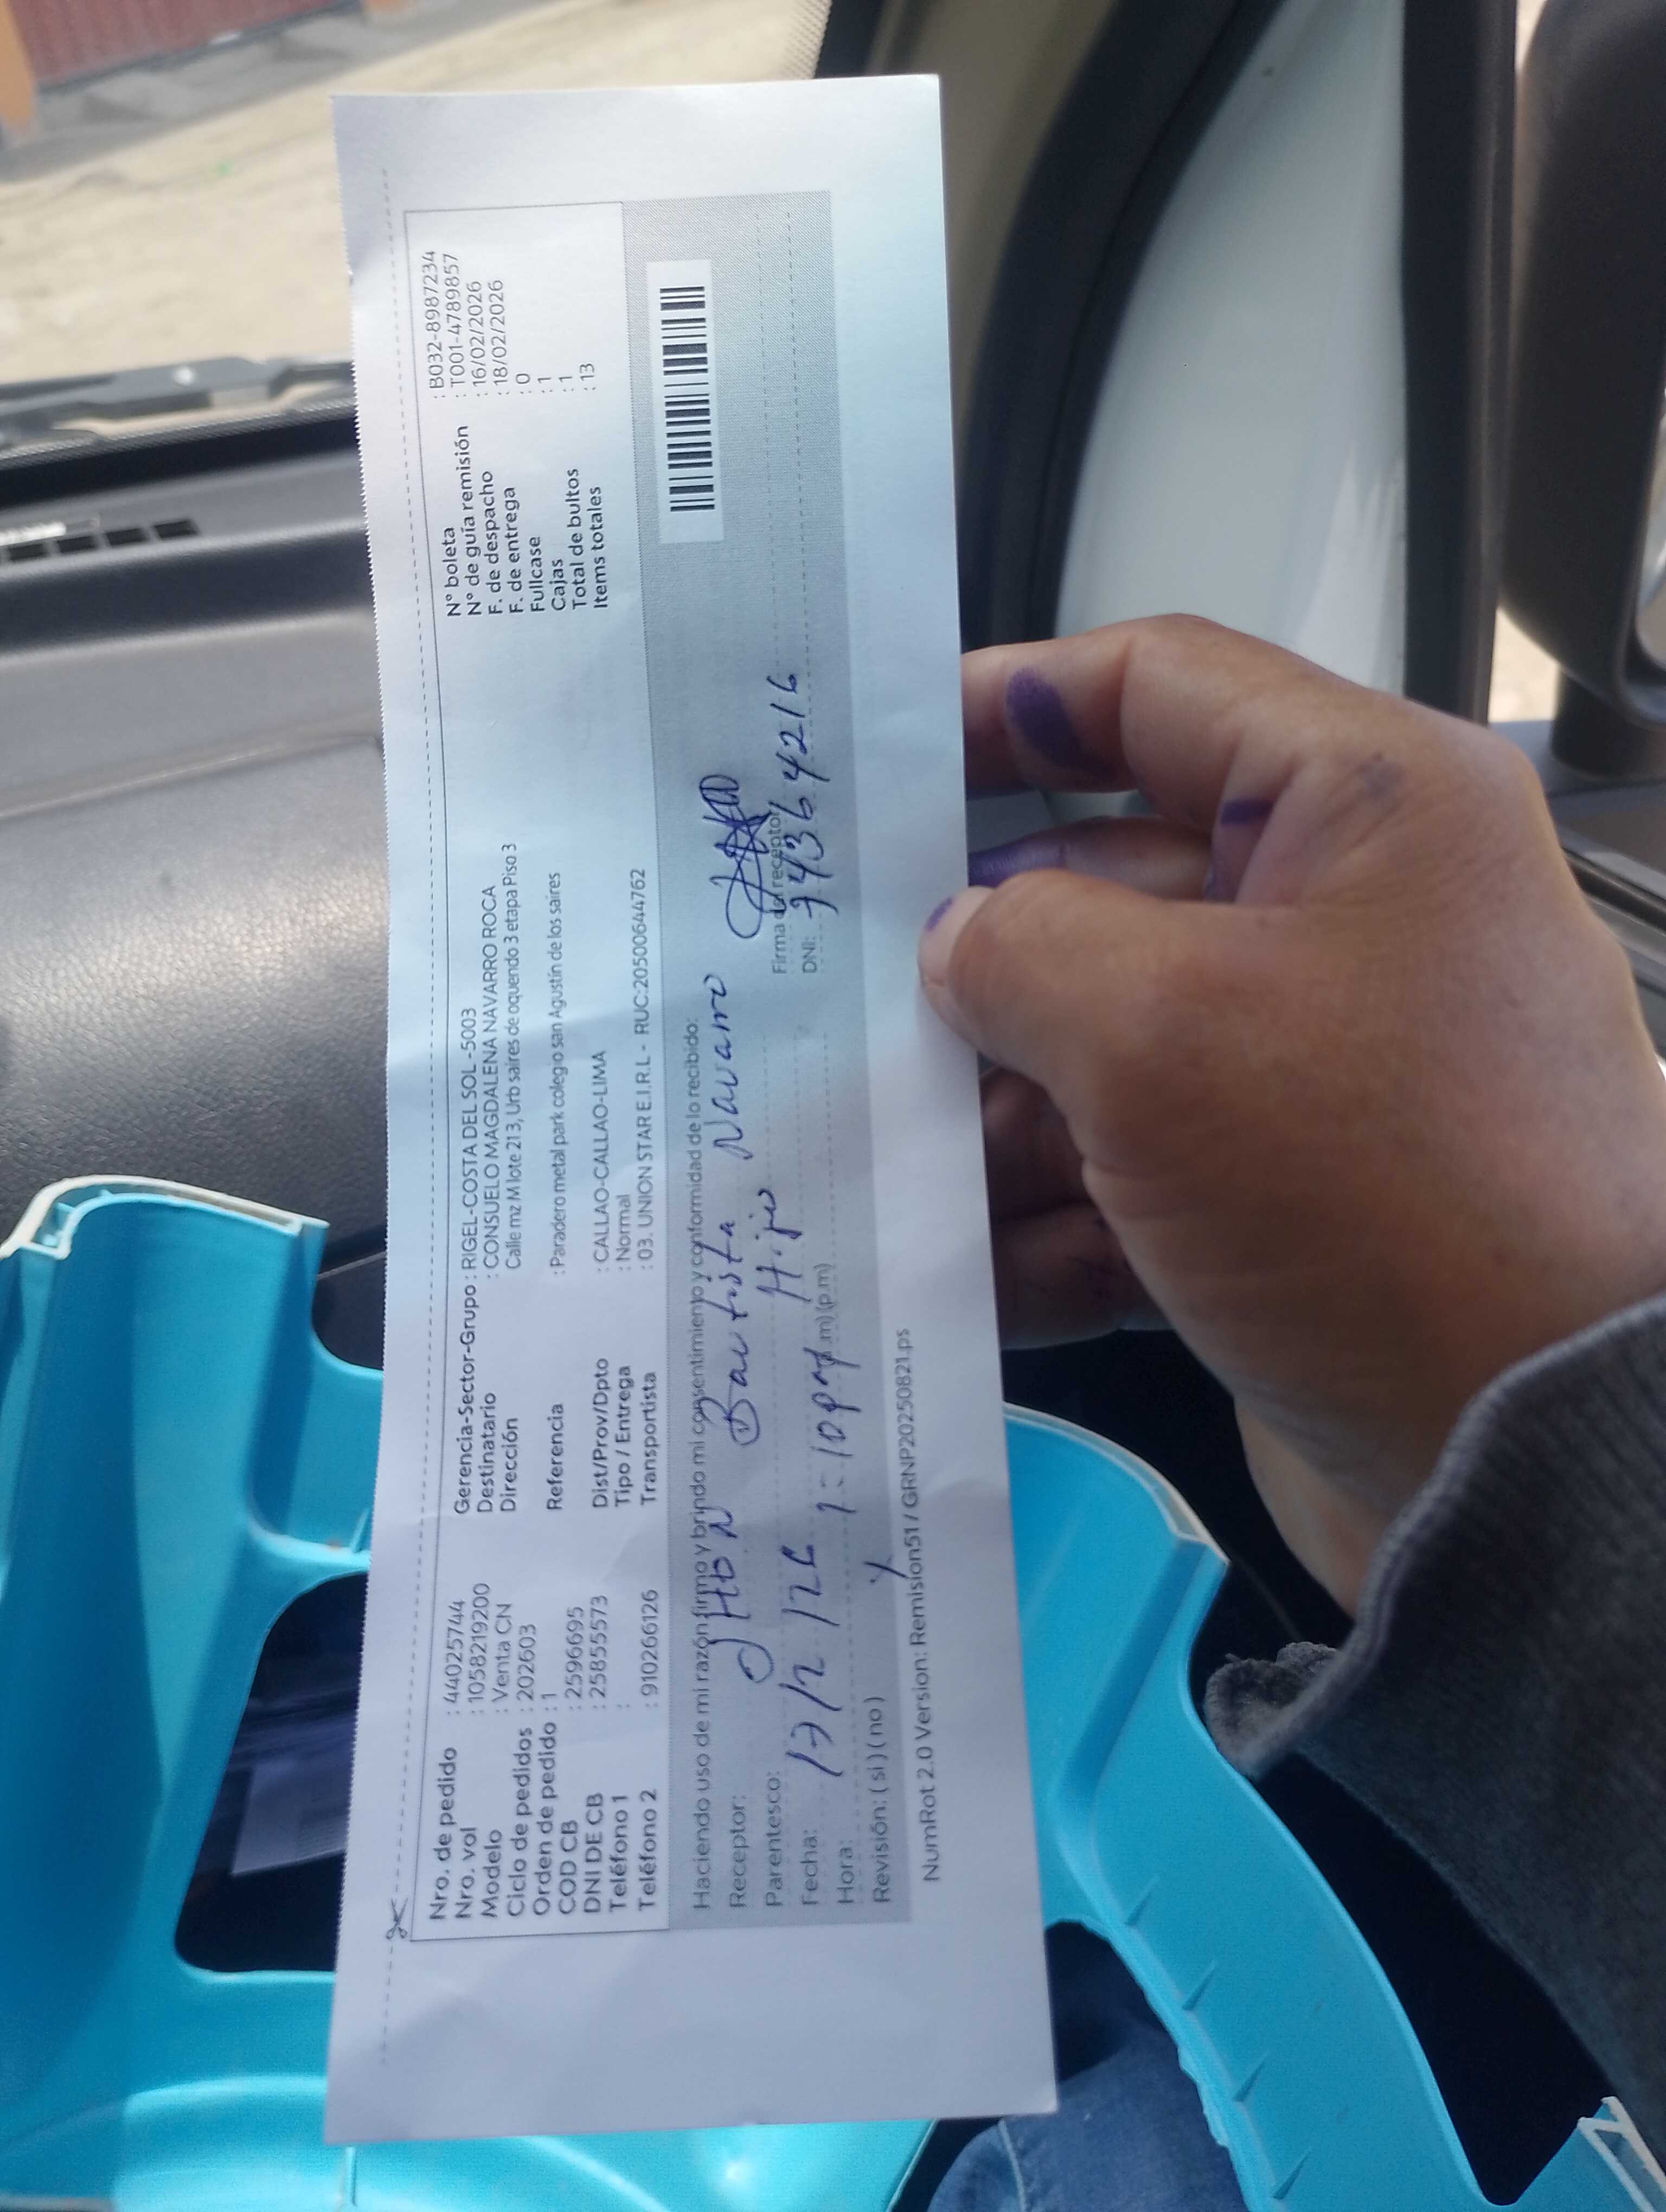 Nro. de pedido : 44025744
Nro. vol : 1058219200
Modelo : Venta CN
Ciclo de pedidos : 202603
Orden de pedido : 1
COD CB : 2596695
DNI DE CB : 25855573
Teléfono 1 :
Teléfono 2 : 910266126
Gerencia-Sector-Grupo : RIGEL-COSTA DEL SOL -5003
Destinatario : CONSUELO MAGDALENA NAVARRO ROCA
Dirección Calle mz M lote 213, Urb saires de oquendo 3 etapa Piso 3
Referencia : Paradero metal park colegio san Agustín de los saires
Dist/Prov/Dpto : CALLAO-CALLAO-LIMA
Tipo / Entrega : Normal
Transportista : 03. UNION STAR E.I.R.L - RUC:20500644762
N° boleta : B032-8987234
N° de guía remisión : T001-4789857
F. de despacho : 16/02/2026
F. de entrega : 18/02/2026
Fullcase : 0
Cajas : 1
Total de bultos : 1
Items totales : 13
Haciendo uso de mi razón firmo y brindo mi consentimiento y conformidad de lo recibido:
Receptor: Bautista Navarro
Parentesco: Hijo
Firma del receptor
Fecha: 17/2/26
DNI: 74364216
Hora: 1:10 pm (p.m)
Revisión: ( si ) ( no )
NumRot 2.0 Version: Remision51 / GRNP20250821.ps